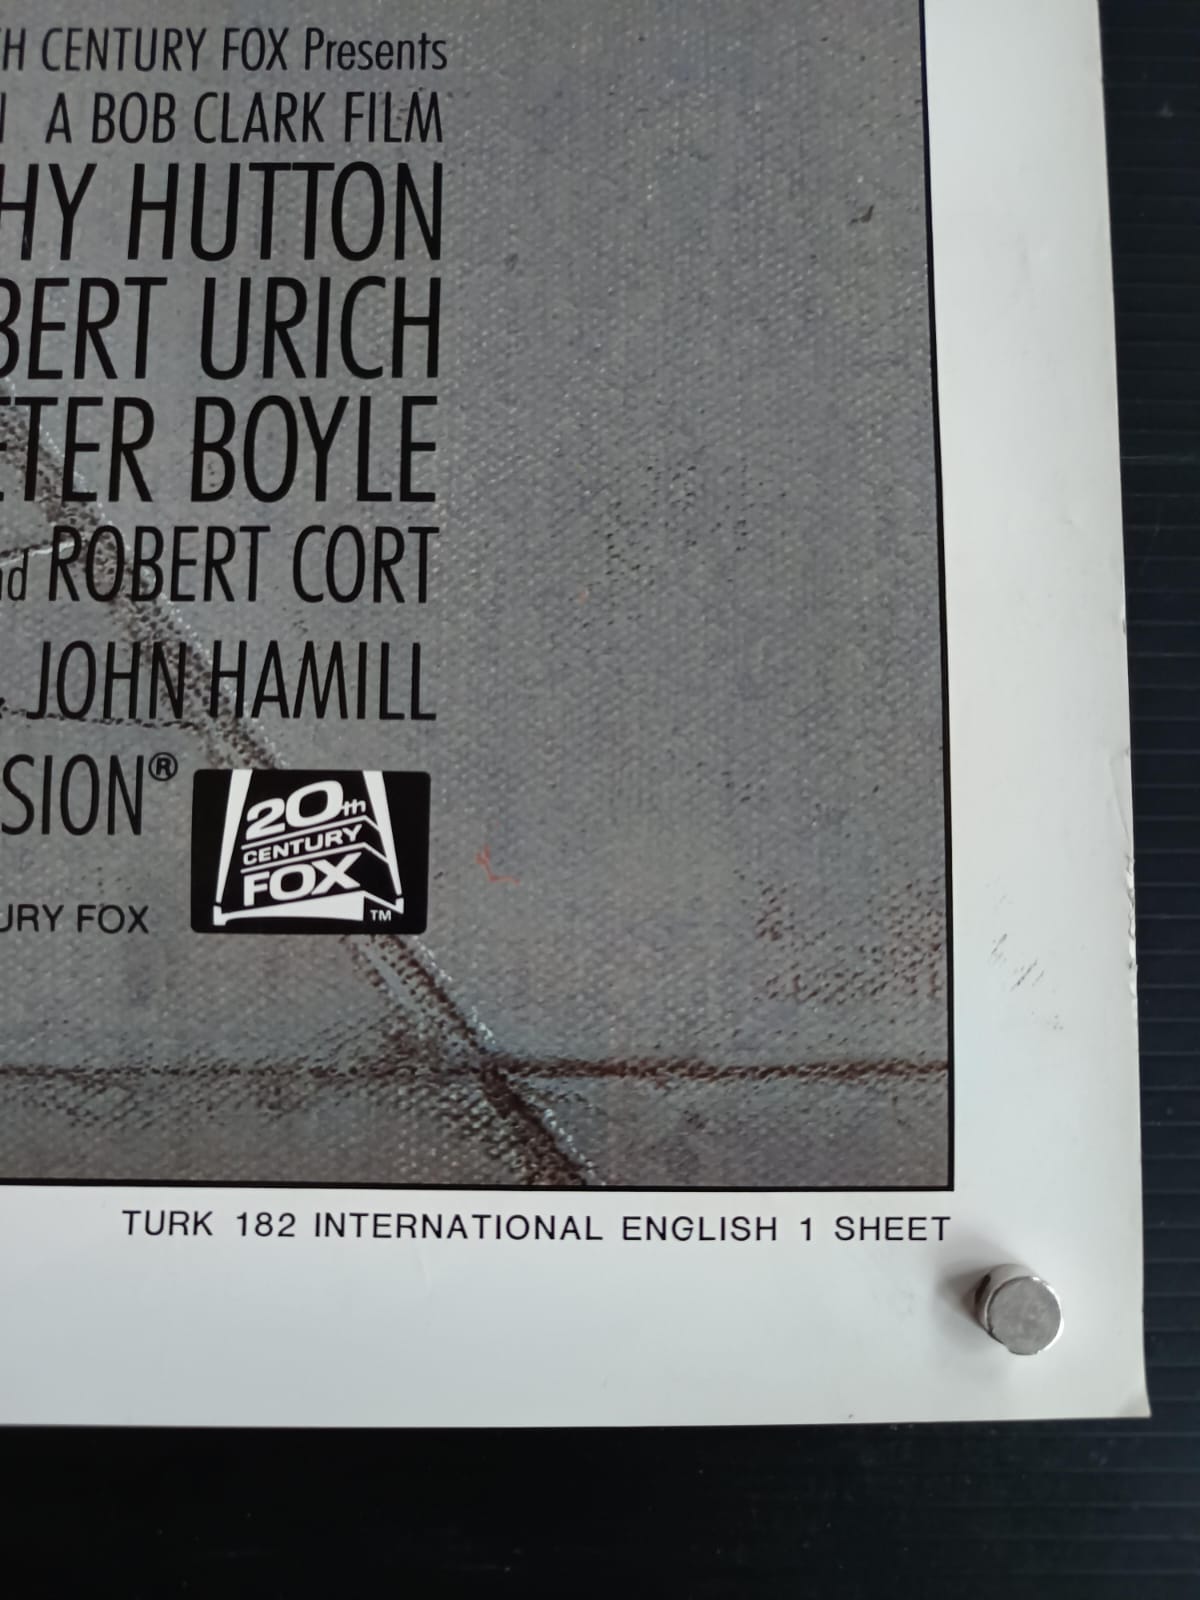 H CENTURY FOX Presents
A BOB CLARK FILM
HY HUTTON
BERT URICH
ETER BOYLE
nd ROBERT CORT
JOHN HAMILL
SION®
20th
CENTURY
FOX
TM
URY FOX
TURK 182 INTERNATIONAL ENGLISH 1 SHEET